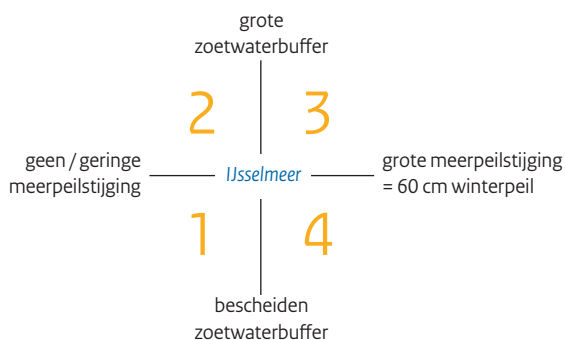 grote
zoetwaterbuffer
2 3
geen / geringe
meerpeilstijging
IJsselmeer
grote meerpeilstijging
= 60 cm winterpeil
1 4
bescheiden
zoetwaterbuffer